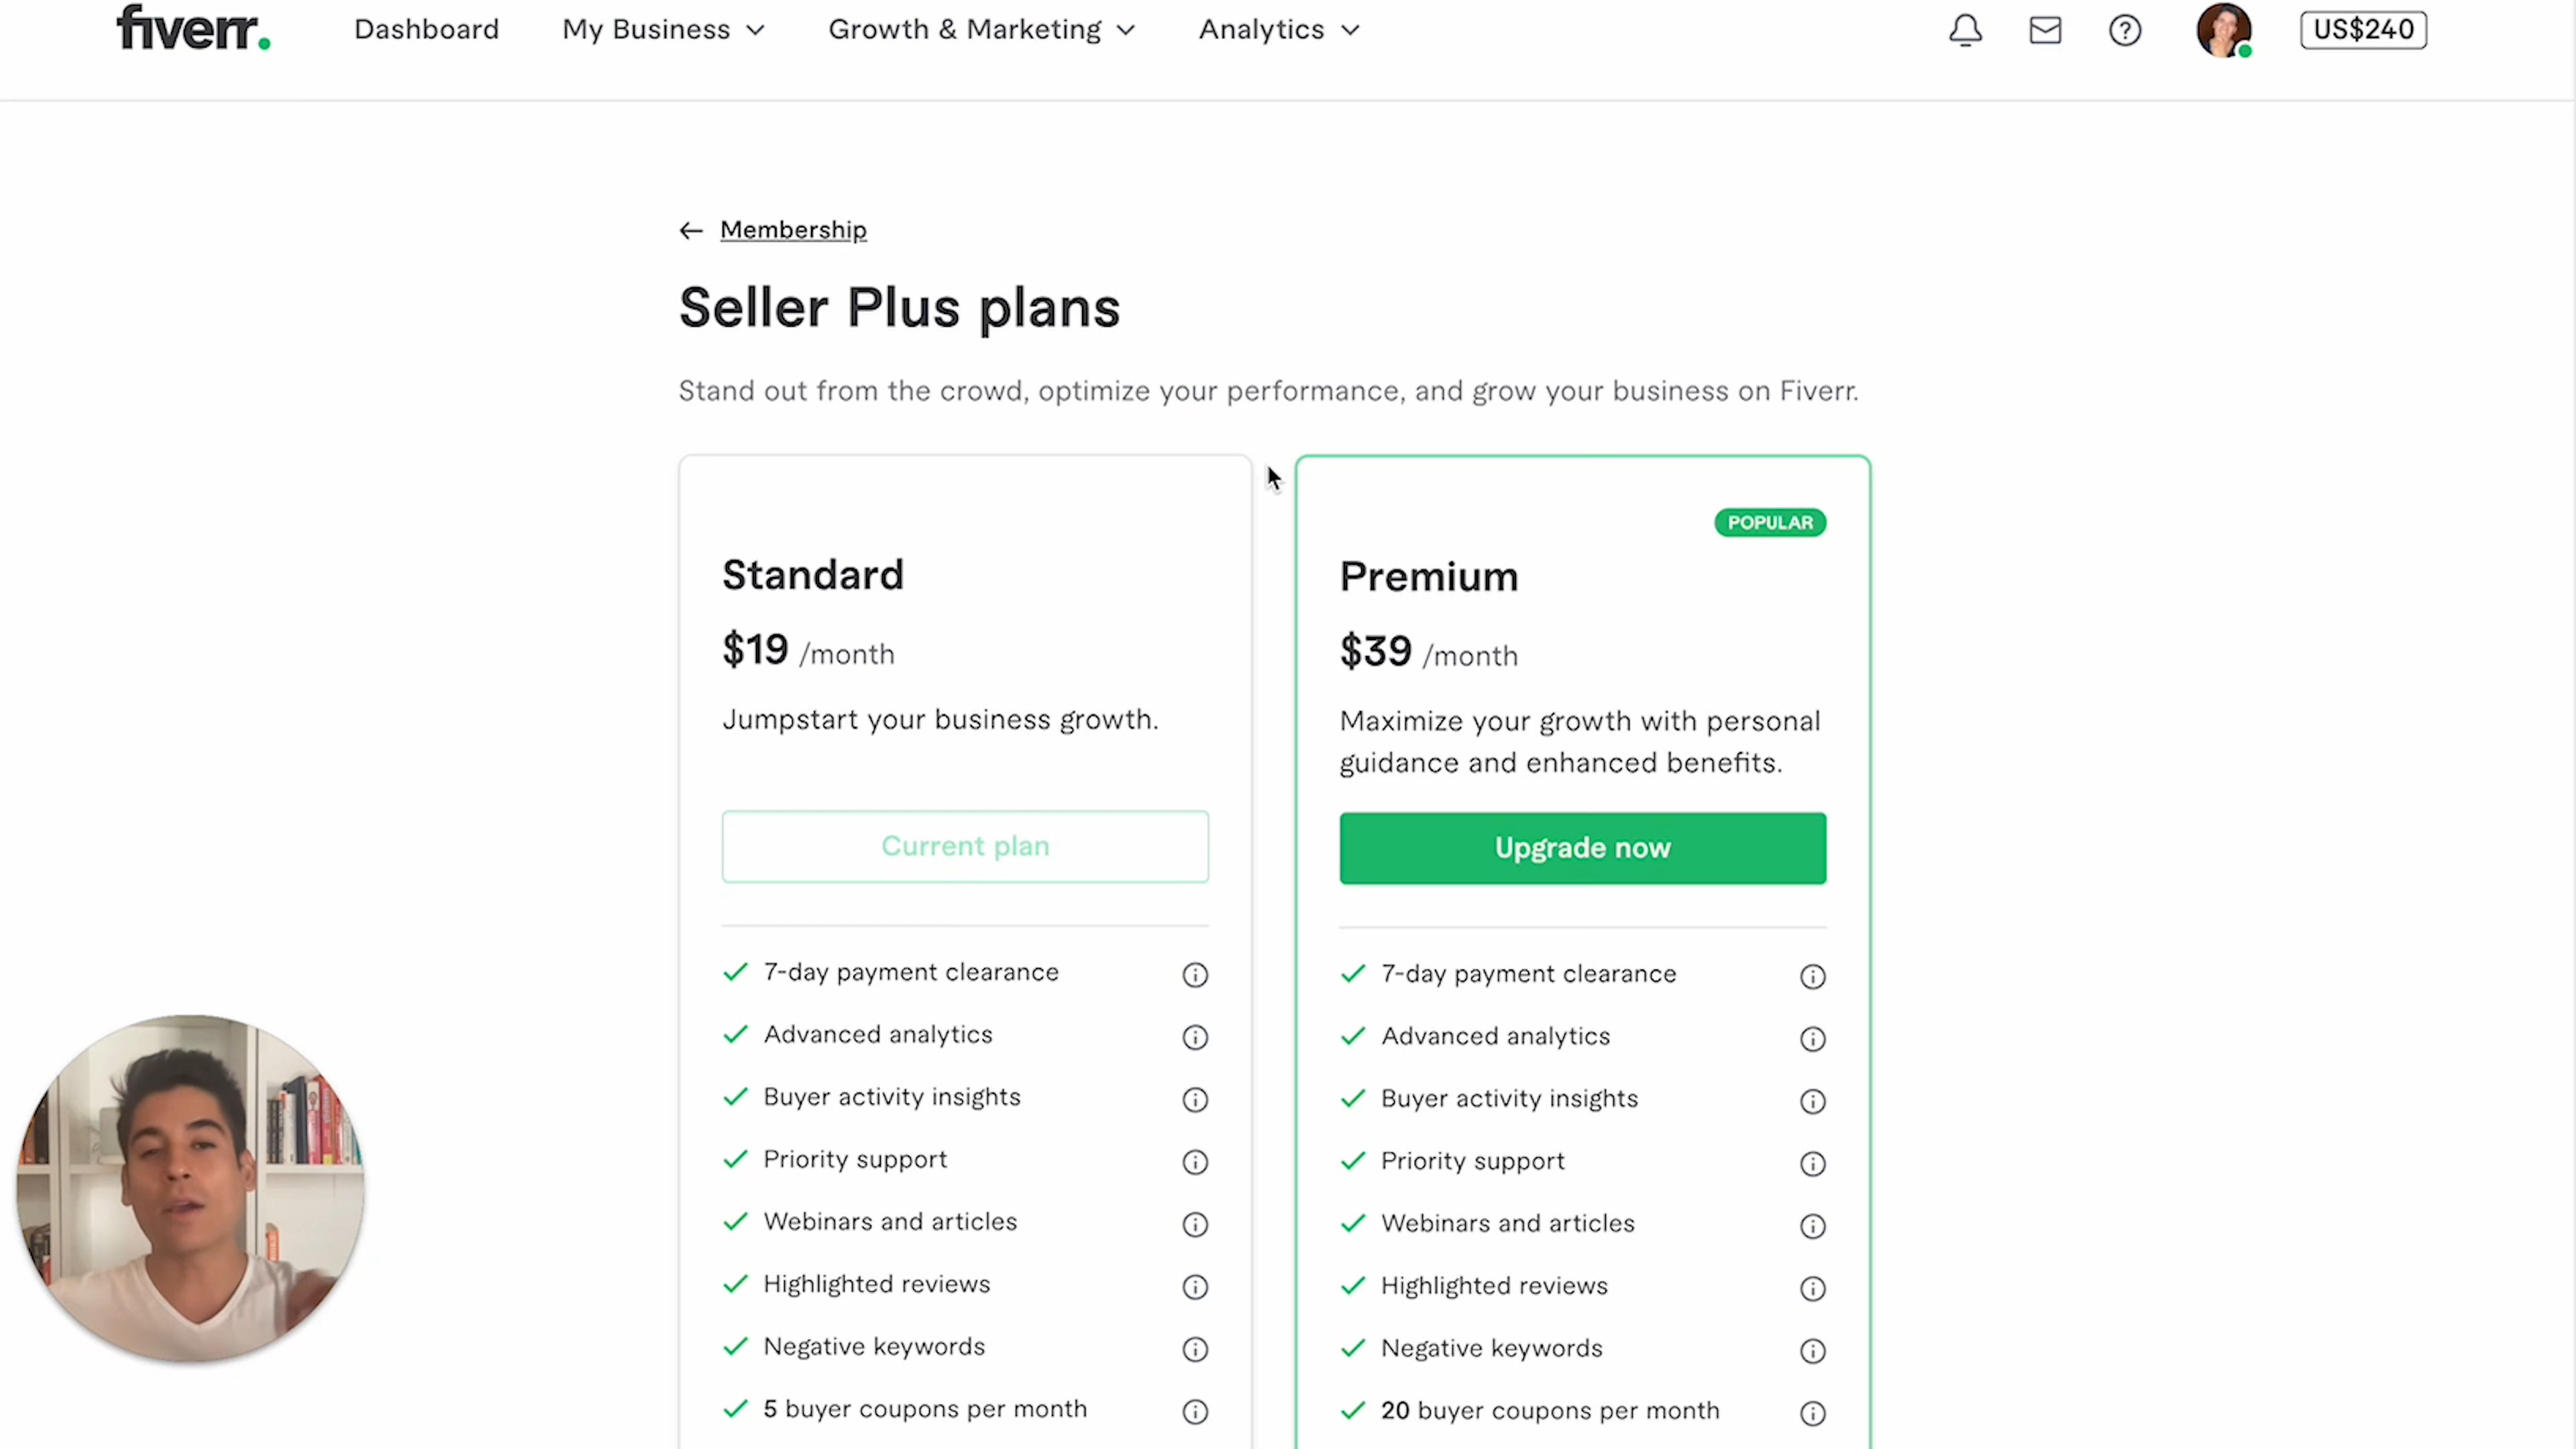 fiverr.
Dashboard
My Business
Growth & Marketing
Analytics
US$240
Membership
Seller Plus plans
Stand out from the crowd, optimize your performance, and grow your business on Fiverr.
Standard
$19 /month
Jumpstart your business growth.
Current plan
7-day payment clearance
Advanced analytics
Buyer activity insights
Priority support
Webinars and articles
Highlighted reviews
Negative keywords
5 buyer coupons per month
POPULAR
Premium
$39 /month
Maximize your growth with personal
guidance and enhanced benefits.
Upgrade now
7-day payment clearance
Advanced analytics
Buyer activity insights
Priority support
Webinars and articles
Highlighted reviews
Negative keywords
20 buyer coupons per month